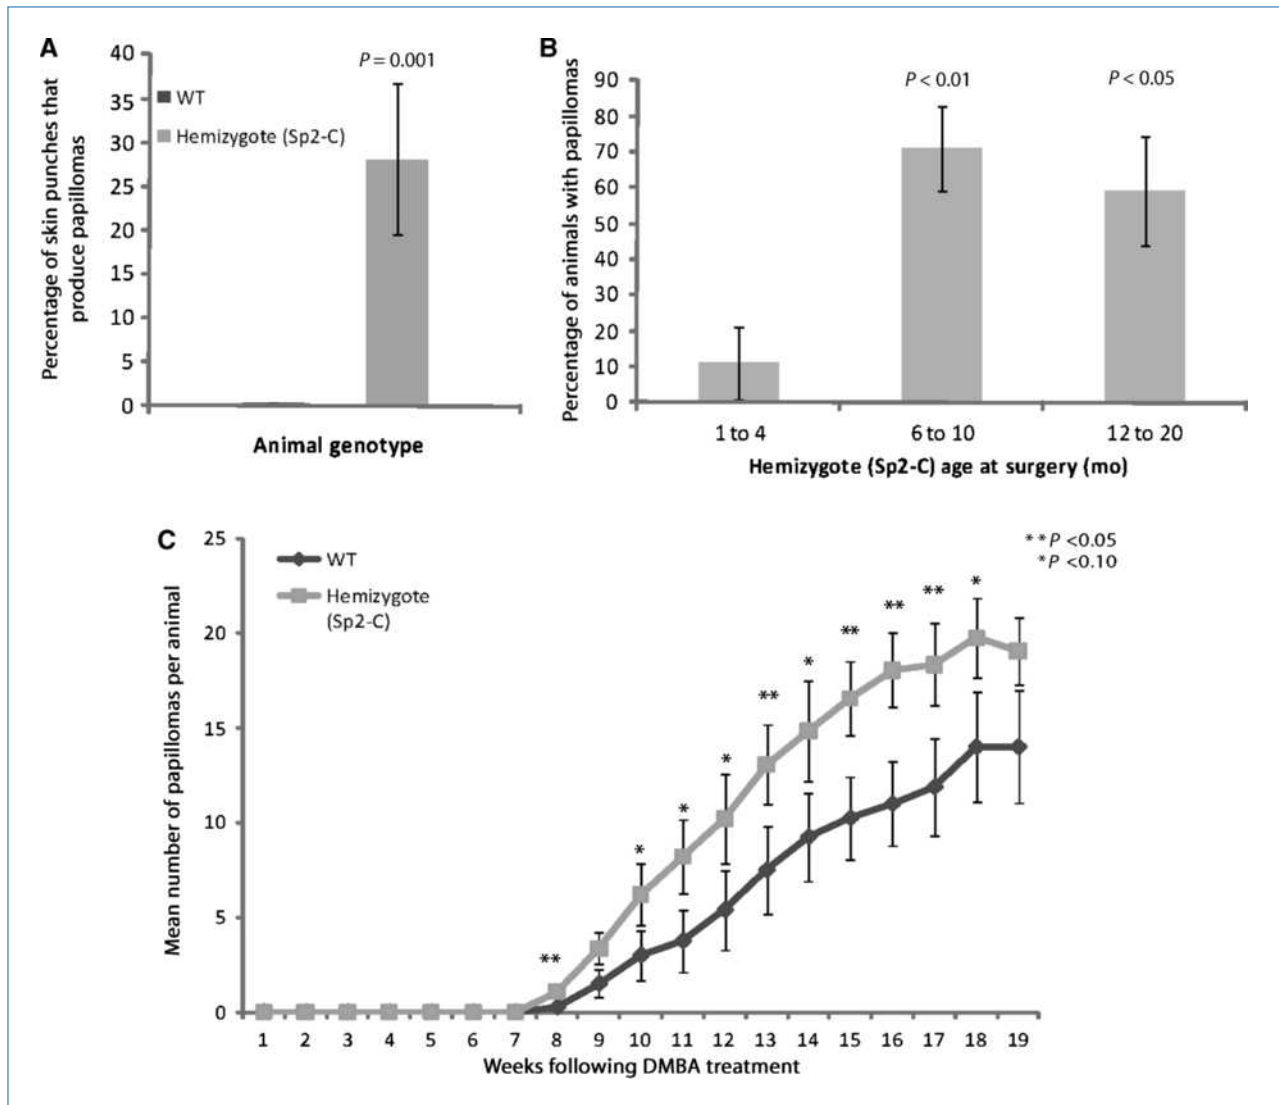 A
40
35
30
25
20
15
10
5
0
Percentage of skin punches that
produce papillomas
WT
Hemizygote (Sp2-C)
P = 0.001
Animal genotype
B
90
80
70
60
50
40
30
20
10
0
Percentage of animals with papillomas
P < 0.01
P < 0.05
1 to 4 6 to 10 12 to 20
Hemizygote (Sp2-C) age at surgery (mo)
C
25
20
15
10
5
0
Mean number of papillomas per animal
WT
Hemizygote
(Sp2-C)
**P <0.05
*P <0.10
** * * * ** * ** ** ** *
1 2 3 4 5 6 7 8 9 10 11 12 13 14 15 16 17 18 19
Weeks following DMBA treatment